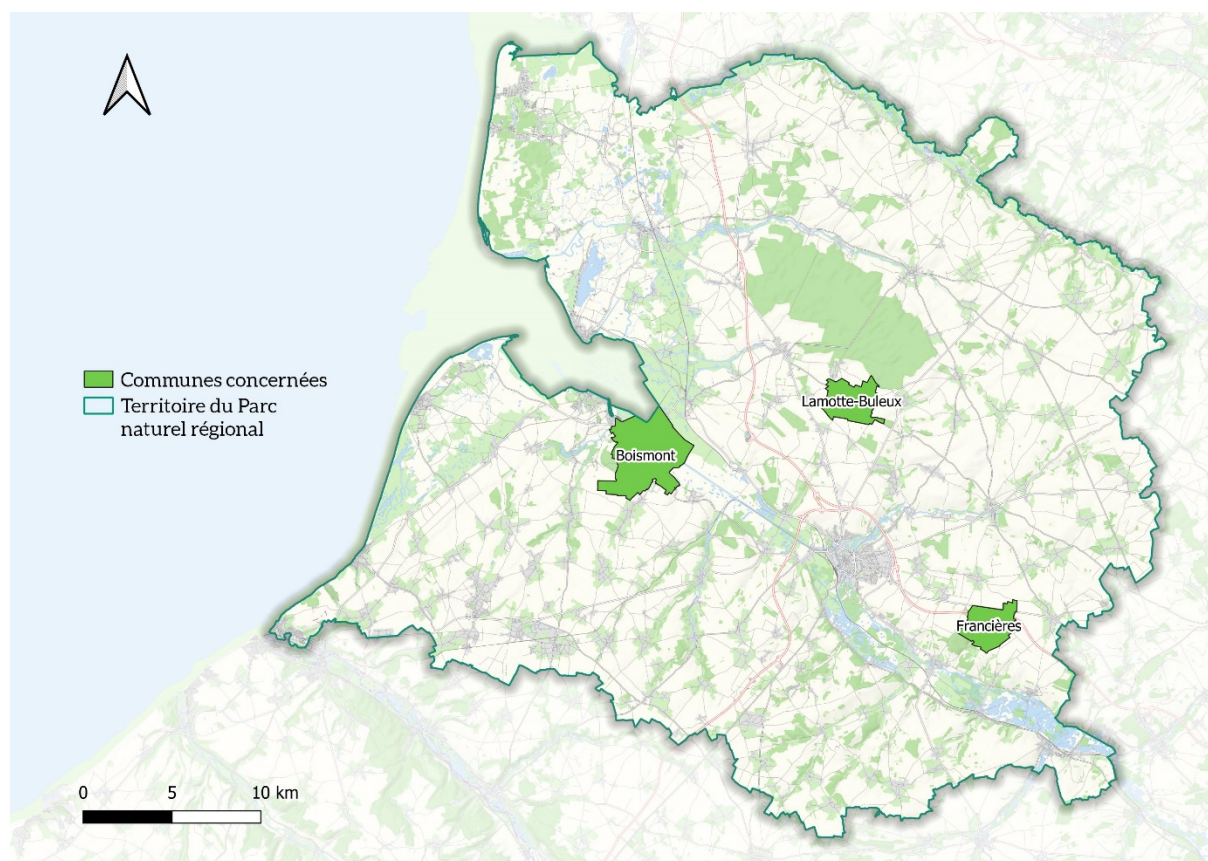 Communes concernées
Territoire du Parc
naturel régional
Lamotte-Buleux
Boismont
Francières
0 5 10 km